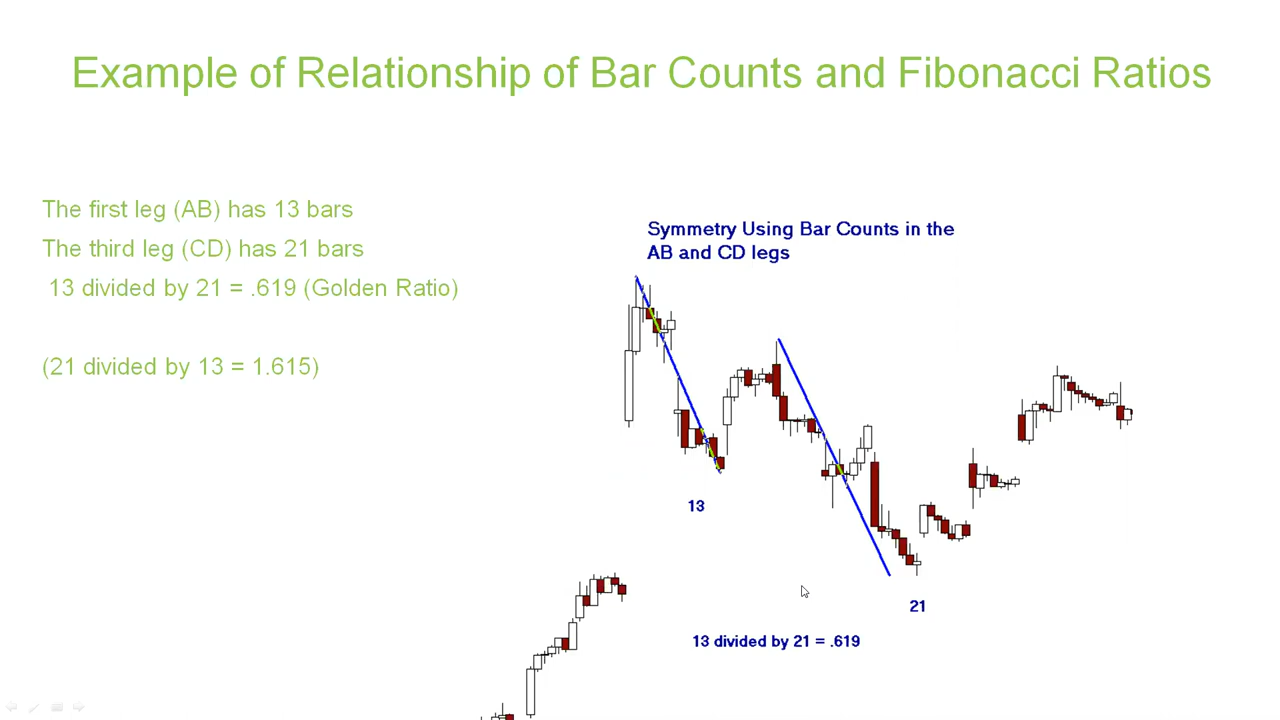 Example of Relationship of Bar Counts and Fibonacci Ratios
The first leg (AB) has 13 bars
The third leg (CD) has 21 bars
13 divided by 21 = .619 (Golden Ratio)
(21 divided by 13 = 1.615)
Symmetry Using Bar Counts in the
AB and CD legs
13
21
13 divided by 21 = .619